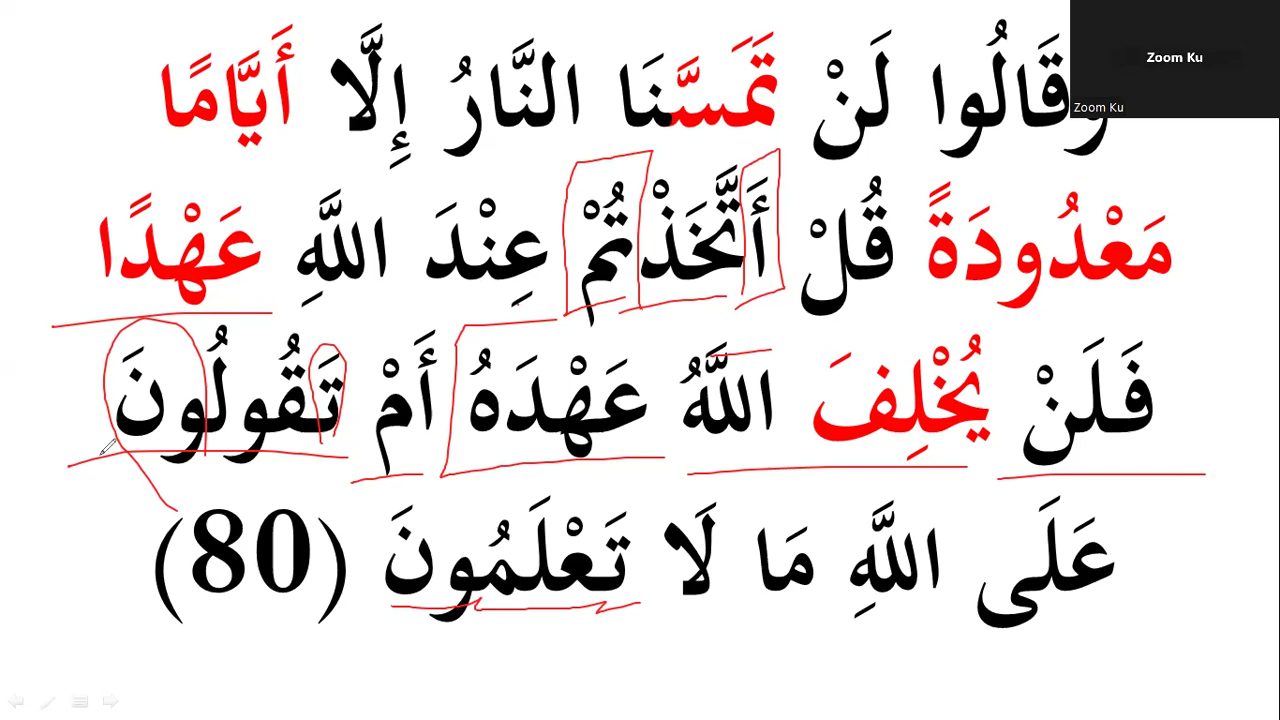 Zoom Ku
Zoom Ku
وَقَالُوا لَنْ تَمَسَّنَا النَّارُ إِلَّا أَيَّامًا
مَعْدُودَةً قُلْ أَتَّخَذْتُمْ عِنْدَ اللَّهِ عَهْدًا
فَلَنْ يُخْلِفَ اللَّهُ عَهْدَهُ أَمْ تَقُولُونَ
عَلَى اللَّهِ مَا لَا تَعْلَمُونَ (80)